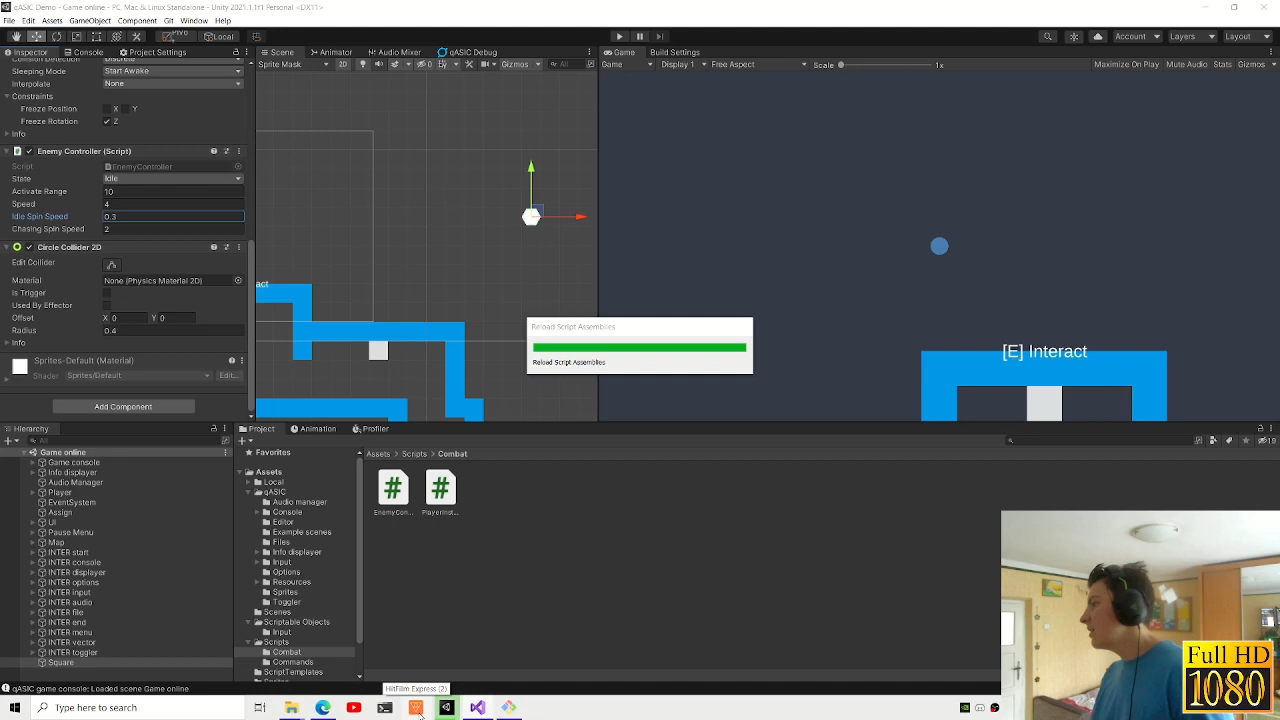 qASIC Demo - Game online - PC, Mac & Linux Standalone - Unity 2021.1.1f1 Personal <DX11>
File Edit Assets GameObject Component Git Window Help
Local Account Layers Layout
Inspector Console Project Settings Scene Animator Audio Mixer qASIC Debug Game Build Settings
Sprite Mask 2D 0 Gizmos All Game Display 1 Free Aspect Scale 1x Maximize On Play Mute Audio Stats Gizmos
Collision Detection Discrete
Sleeping Mode Start Awake
Interpolate None
Constraints
Freeze Position X Y
Freeze Rotation Z
Info
Enemy Controller (Script)
Script EnemyController
State Idle
Activate Range 10
Speed 4
Idle Spin Speed 0.3
Chasing Spin Speed 2
Circle Collider 2D
Edit Collider
Material None (Physics Material 2D)
Is Trigger
Used By Effector
Offset X 0 Y 0
Radius 0.4
Info
Sprites-Default (Material)
Shader Sprites/Default Edit...
Add Component
act
Reload Script Assemblies
Reload Script Assemblies
[E] Interact
Hierarchy
All
Game online
Game console
Info displayer
Audio Manager
Player
EventSystem
Assign
UI
Pause Menu
Map
INTER start
INTER console
INTER displayer
INTER options
INTER input
INTER audio
INTER file
INTER end
INTER menu
INTER vector
INTER toggler
Square
Project Animation Profiler
Favorites
Assets
Local
qASIC
Audio manager
Console
Editor
Example scenes
Files
Info displayer
Input
Options
Resources
Sprites
Toggler
Scenes
Scriptable Objects
Input
Scripts
Combat
Commands
ScriptTemplates
Assets Scripts Combat
EnemyCon... PlayerInst...
qASIC game console: Loaded scene Game online
HitFilm Express (2)
Type here to search
Full HD
1080